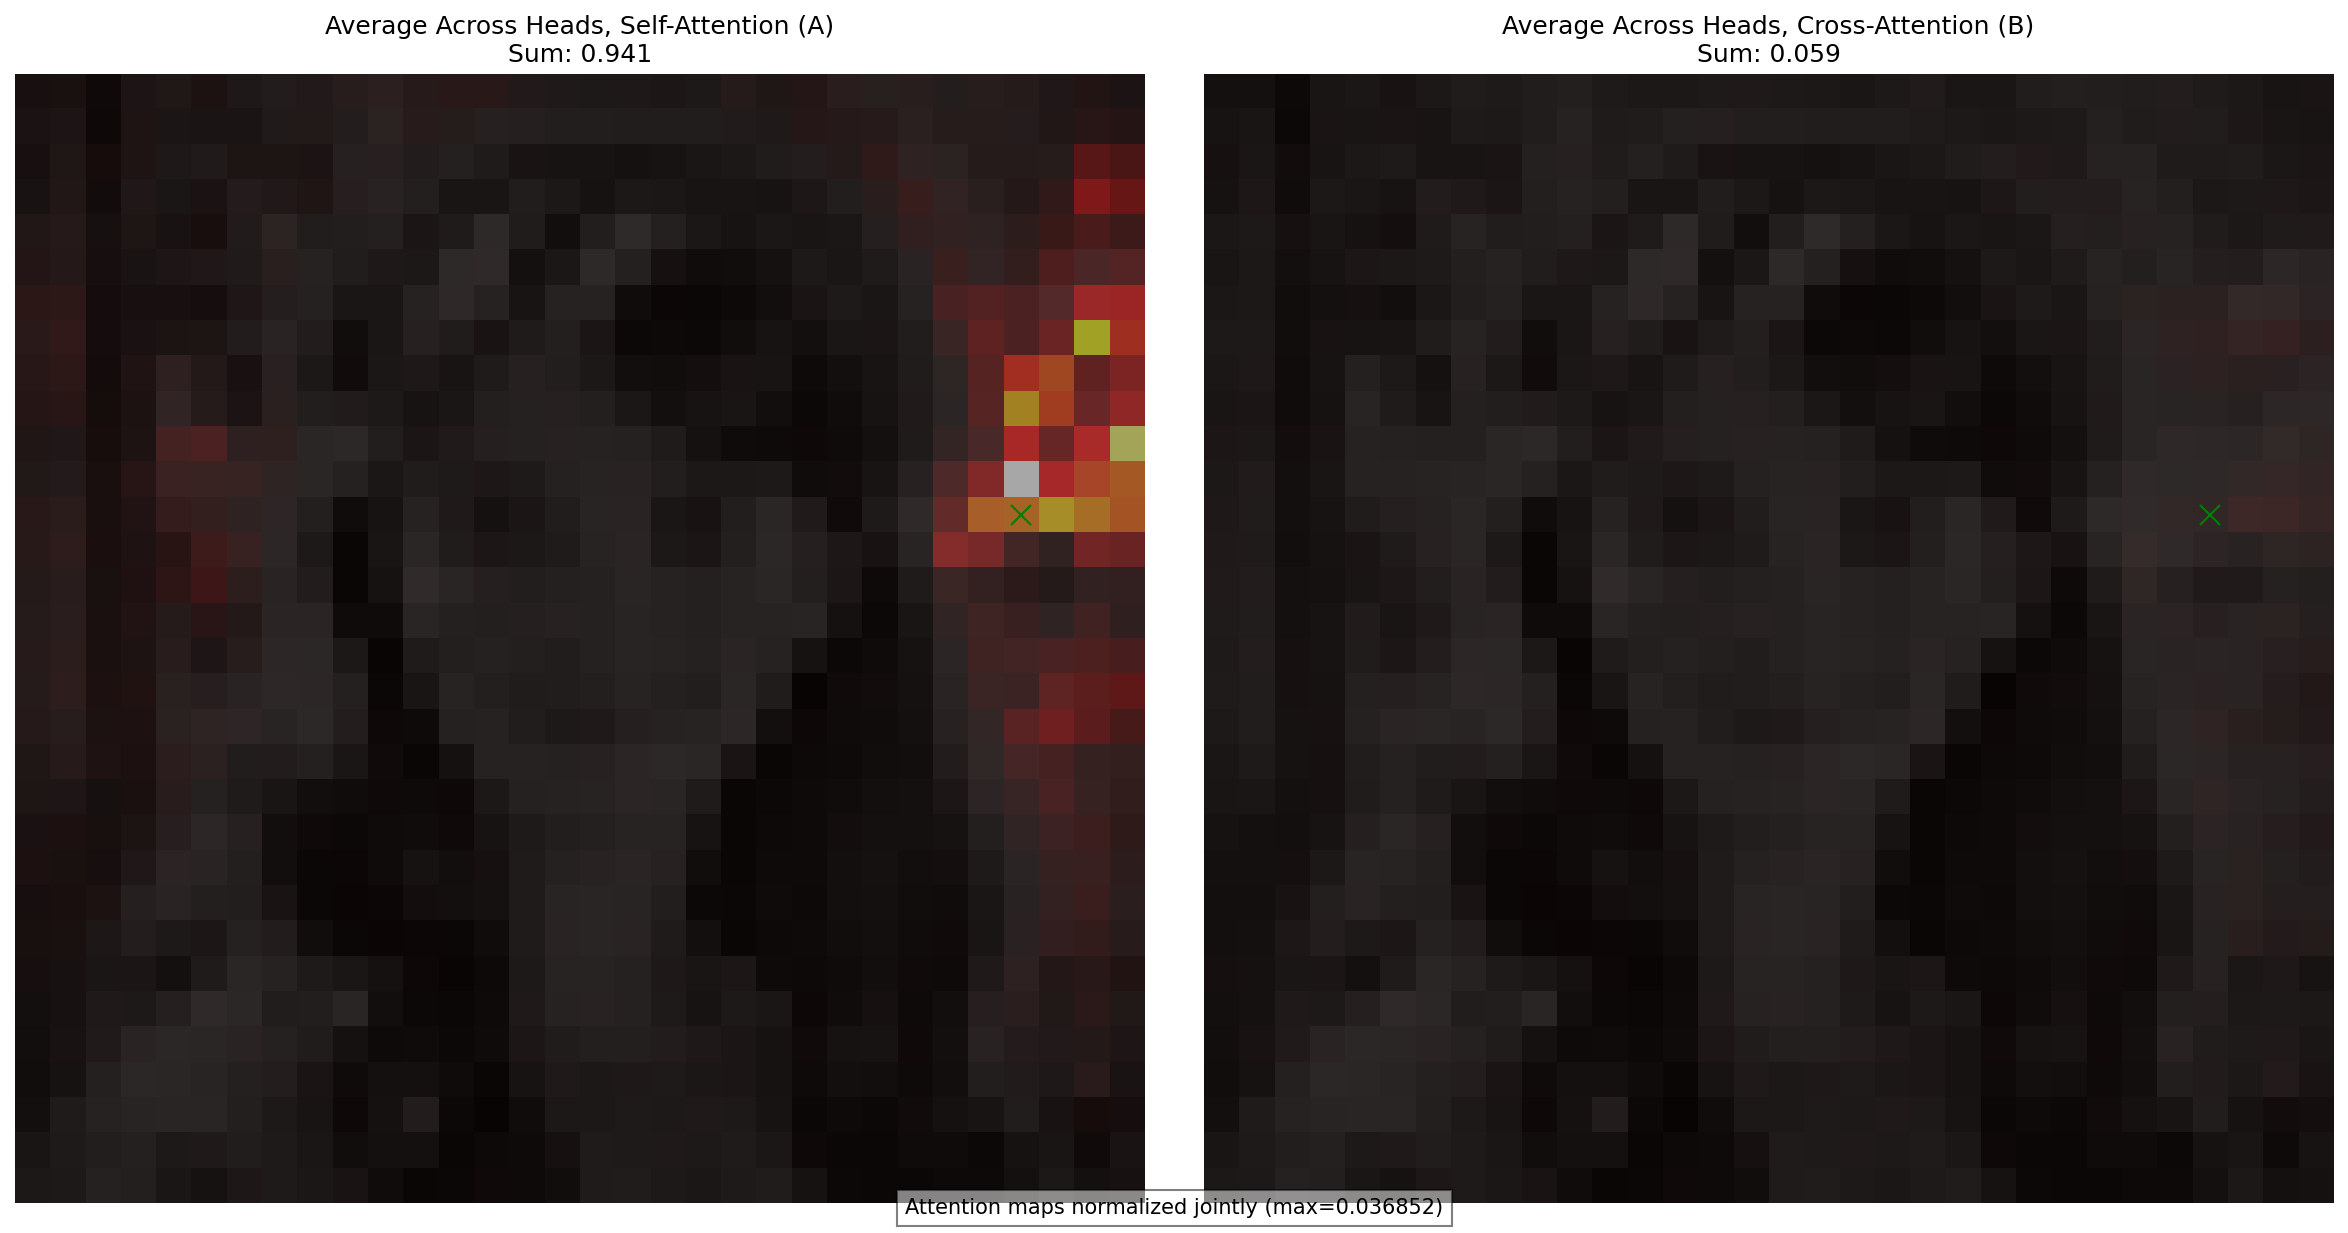 Average Across Heads, Self-Attention (A)
Sum: 0.941
Average Across Heads, Cross-Attention (B)
Sum: 0.059
Attention maps normalized jointly (max=0.036852)